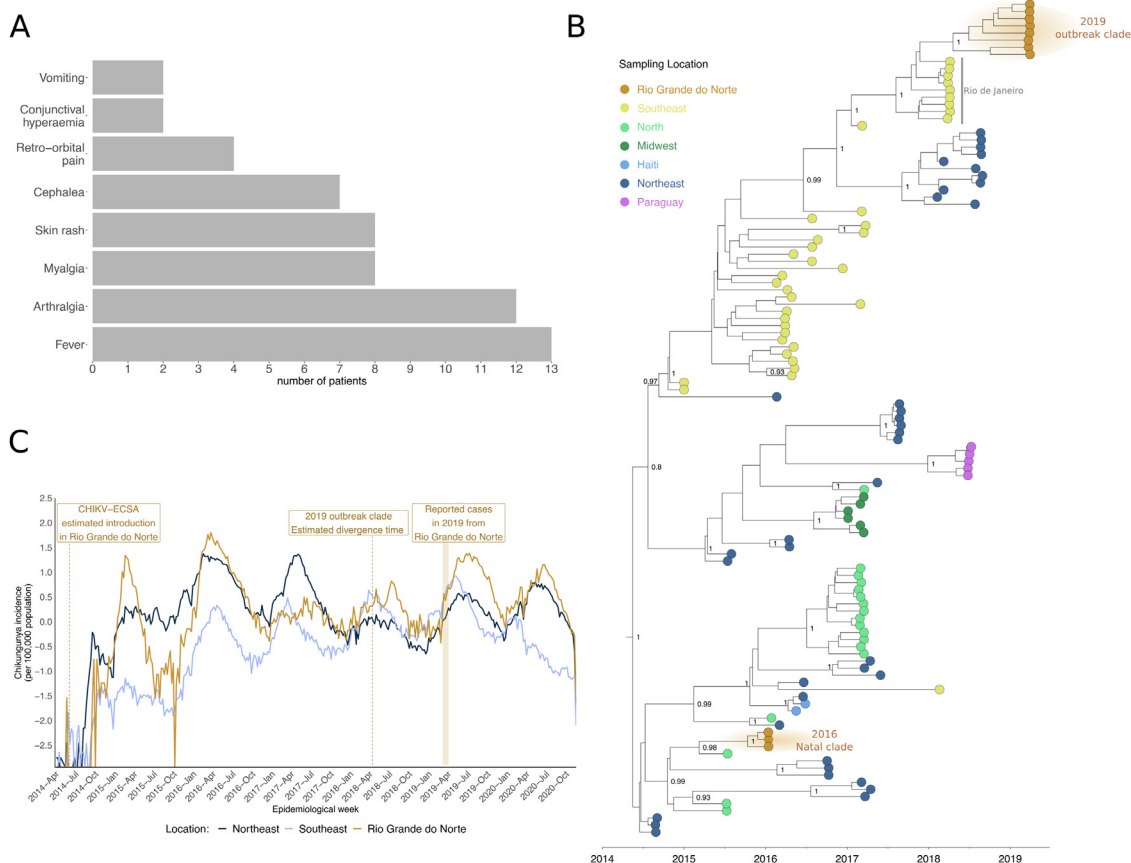 A
Vomiting
Conjunctival
hyperaemia
Retro-orbital
pain
Cephalea
Skin rash
Myalgia
Arthralgia
Fever
0 1 2 3 4 5 6 7 8 9 10 11 12 13
number of patients
B
Sampling Location
Rio Grande do Norte
Southeast
North
Midwest
Haiti
Northeast
Paraguay
2019
outbreak clade
1
Rio de Janeiro
1
1
1
1
0.99
1
1
0.93
1
0.97
1
1
0.8
1
1
1
1
1
1
1
1
0.99
1
1
2016
Natal clade
1
0.98
1
0.99
1
0.93
2014 2015 2016 2017 2018 2019
C
CHIKV-ECSA
estimated introduction
in Rio Grande do Norte
2019 outbreak clade
Estimated divergence time
Reported cases
in 2019 from
Rio Grande do Norte
Chikungunya incidence
(per 100,000 population)
2.5
2.0
1.5
1.0
0.5
0.0
-0.5
-1.0
-1.5
-2.0
-2.5
2014-Apr 2014-Jul 2014-Oct 2015-Jan 2015-Apr 2015-Jul 2015-Oct 2016-Jan 2016-Apr 2016-Jul 2016-Oct 2017-Jan 2017-Apr 2017-Jul 2017-Oct 2018-Jan 2018-Apr 2018-Jul 2018-Oct 2019-Jan 2019-Apr 2019-Jul 2019-Oct 2020-Jan 2020-Apr 2020-Jul 2020-Oct
Epidemiological week
Location: Northeast Southeast Rio Grande do Norte